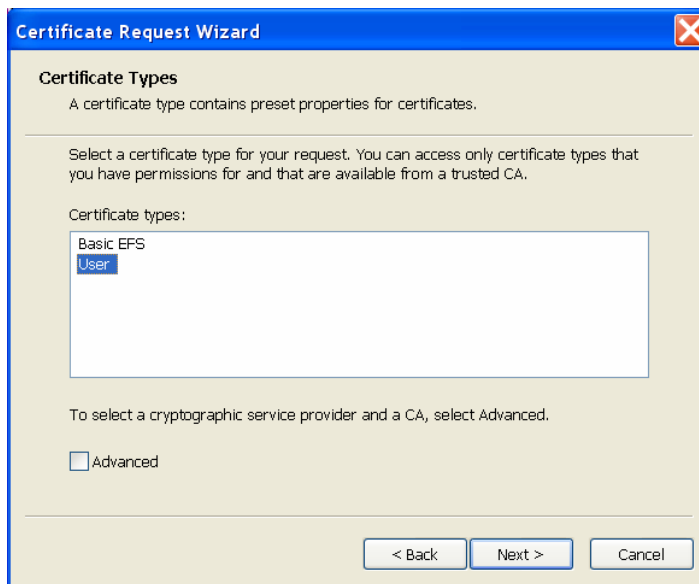 Certificate Request Wizard
Certificate Types
A certificate type contains preset properties for certificates.
Select a certificate type for your request. You can access only certificate types that
you have permissions for and that are available from a trusted CA.
Certificate types:
Basic EFS
User
To select a cryptographic service provider and a CA, select Advanced.
Advanced
< Back Next > Cancel